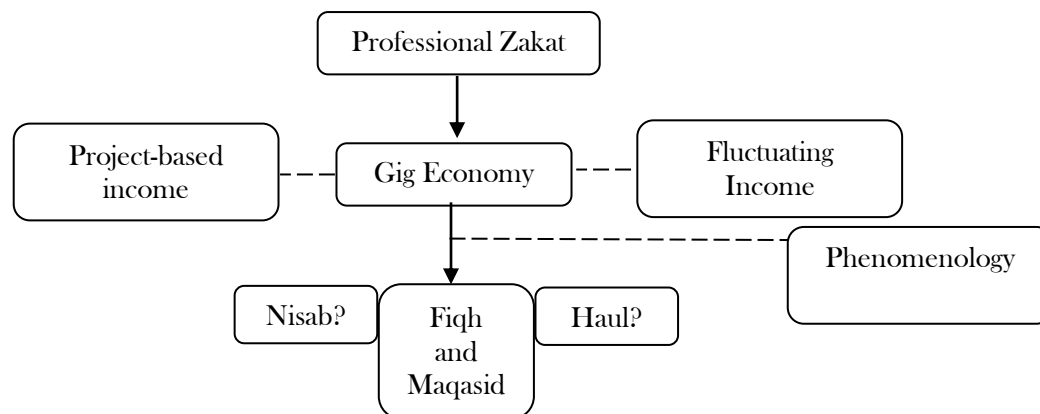 Professional Zakat
Project-based
income
Gig Economy
Fluctuating
Income
Phenomenology
Nisab?
Fiqh
and
Maqasid
Haul?